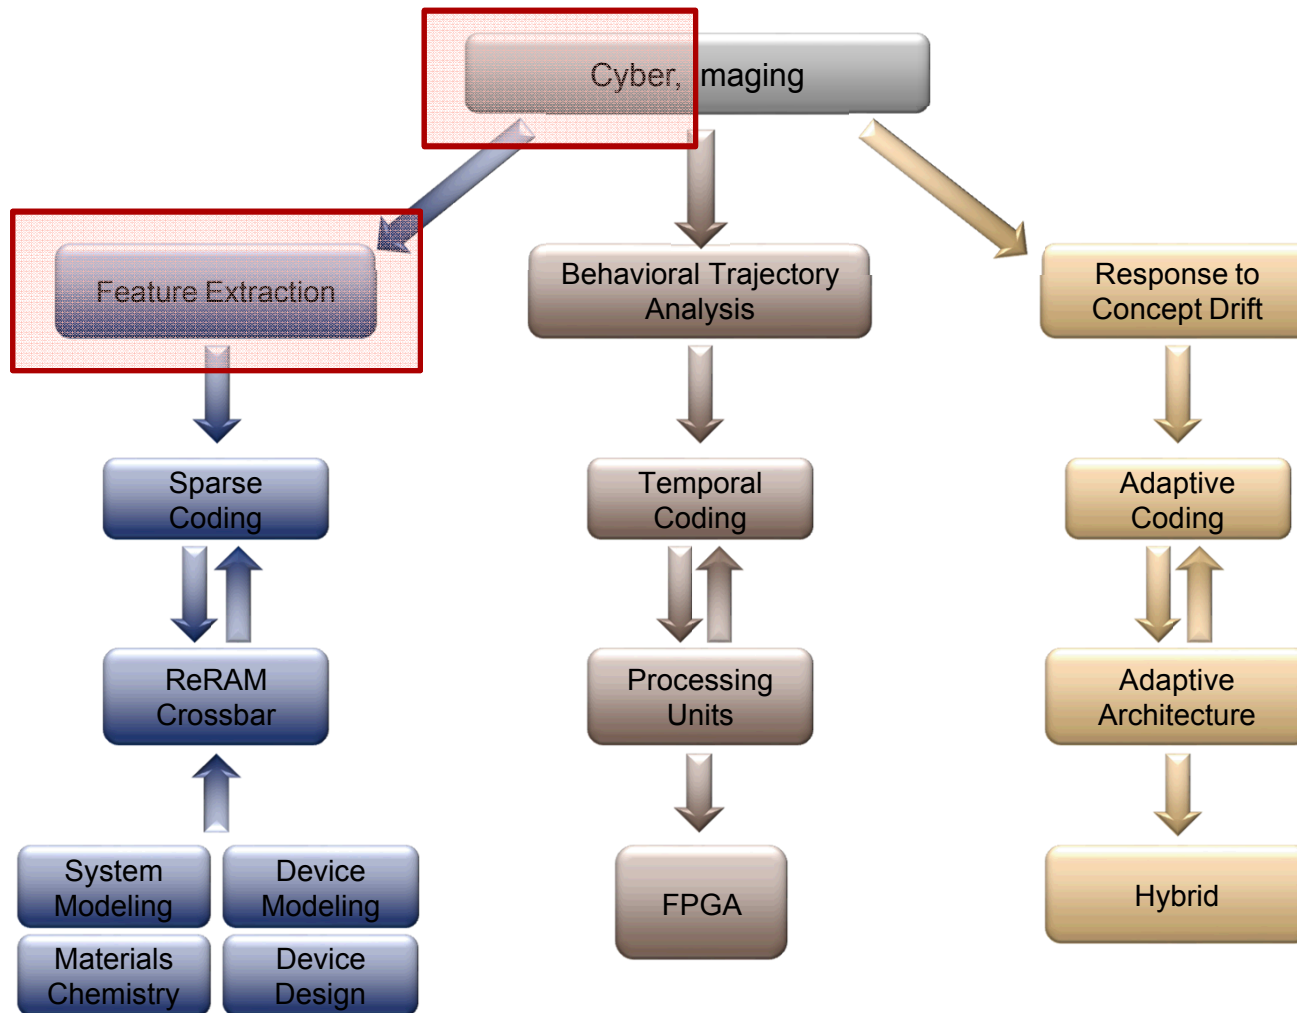 Cyber, Imaging
Feature Extraction
Behavioral Trajectory
Analysis
Response to
Concept Drift
Sparse
Coding
Temporal
Coding
Adaptive
Coding
ReRAM
Crossbar
Processing
Units
Adaptive
Architecture
System
Modeling
Device
Modeling
FPGA
Hybrid
Materials
Chemistry
Device
Design